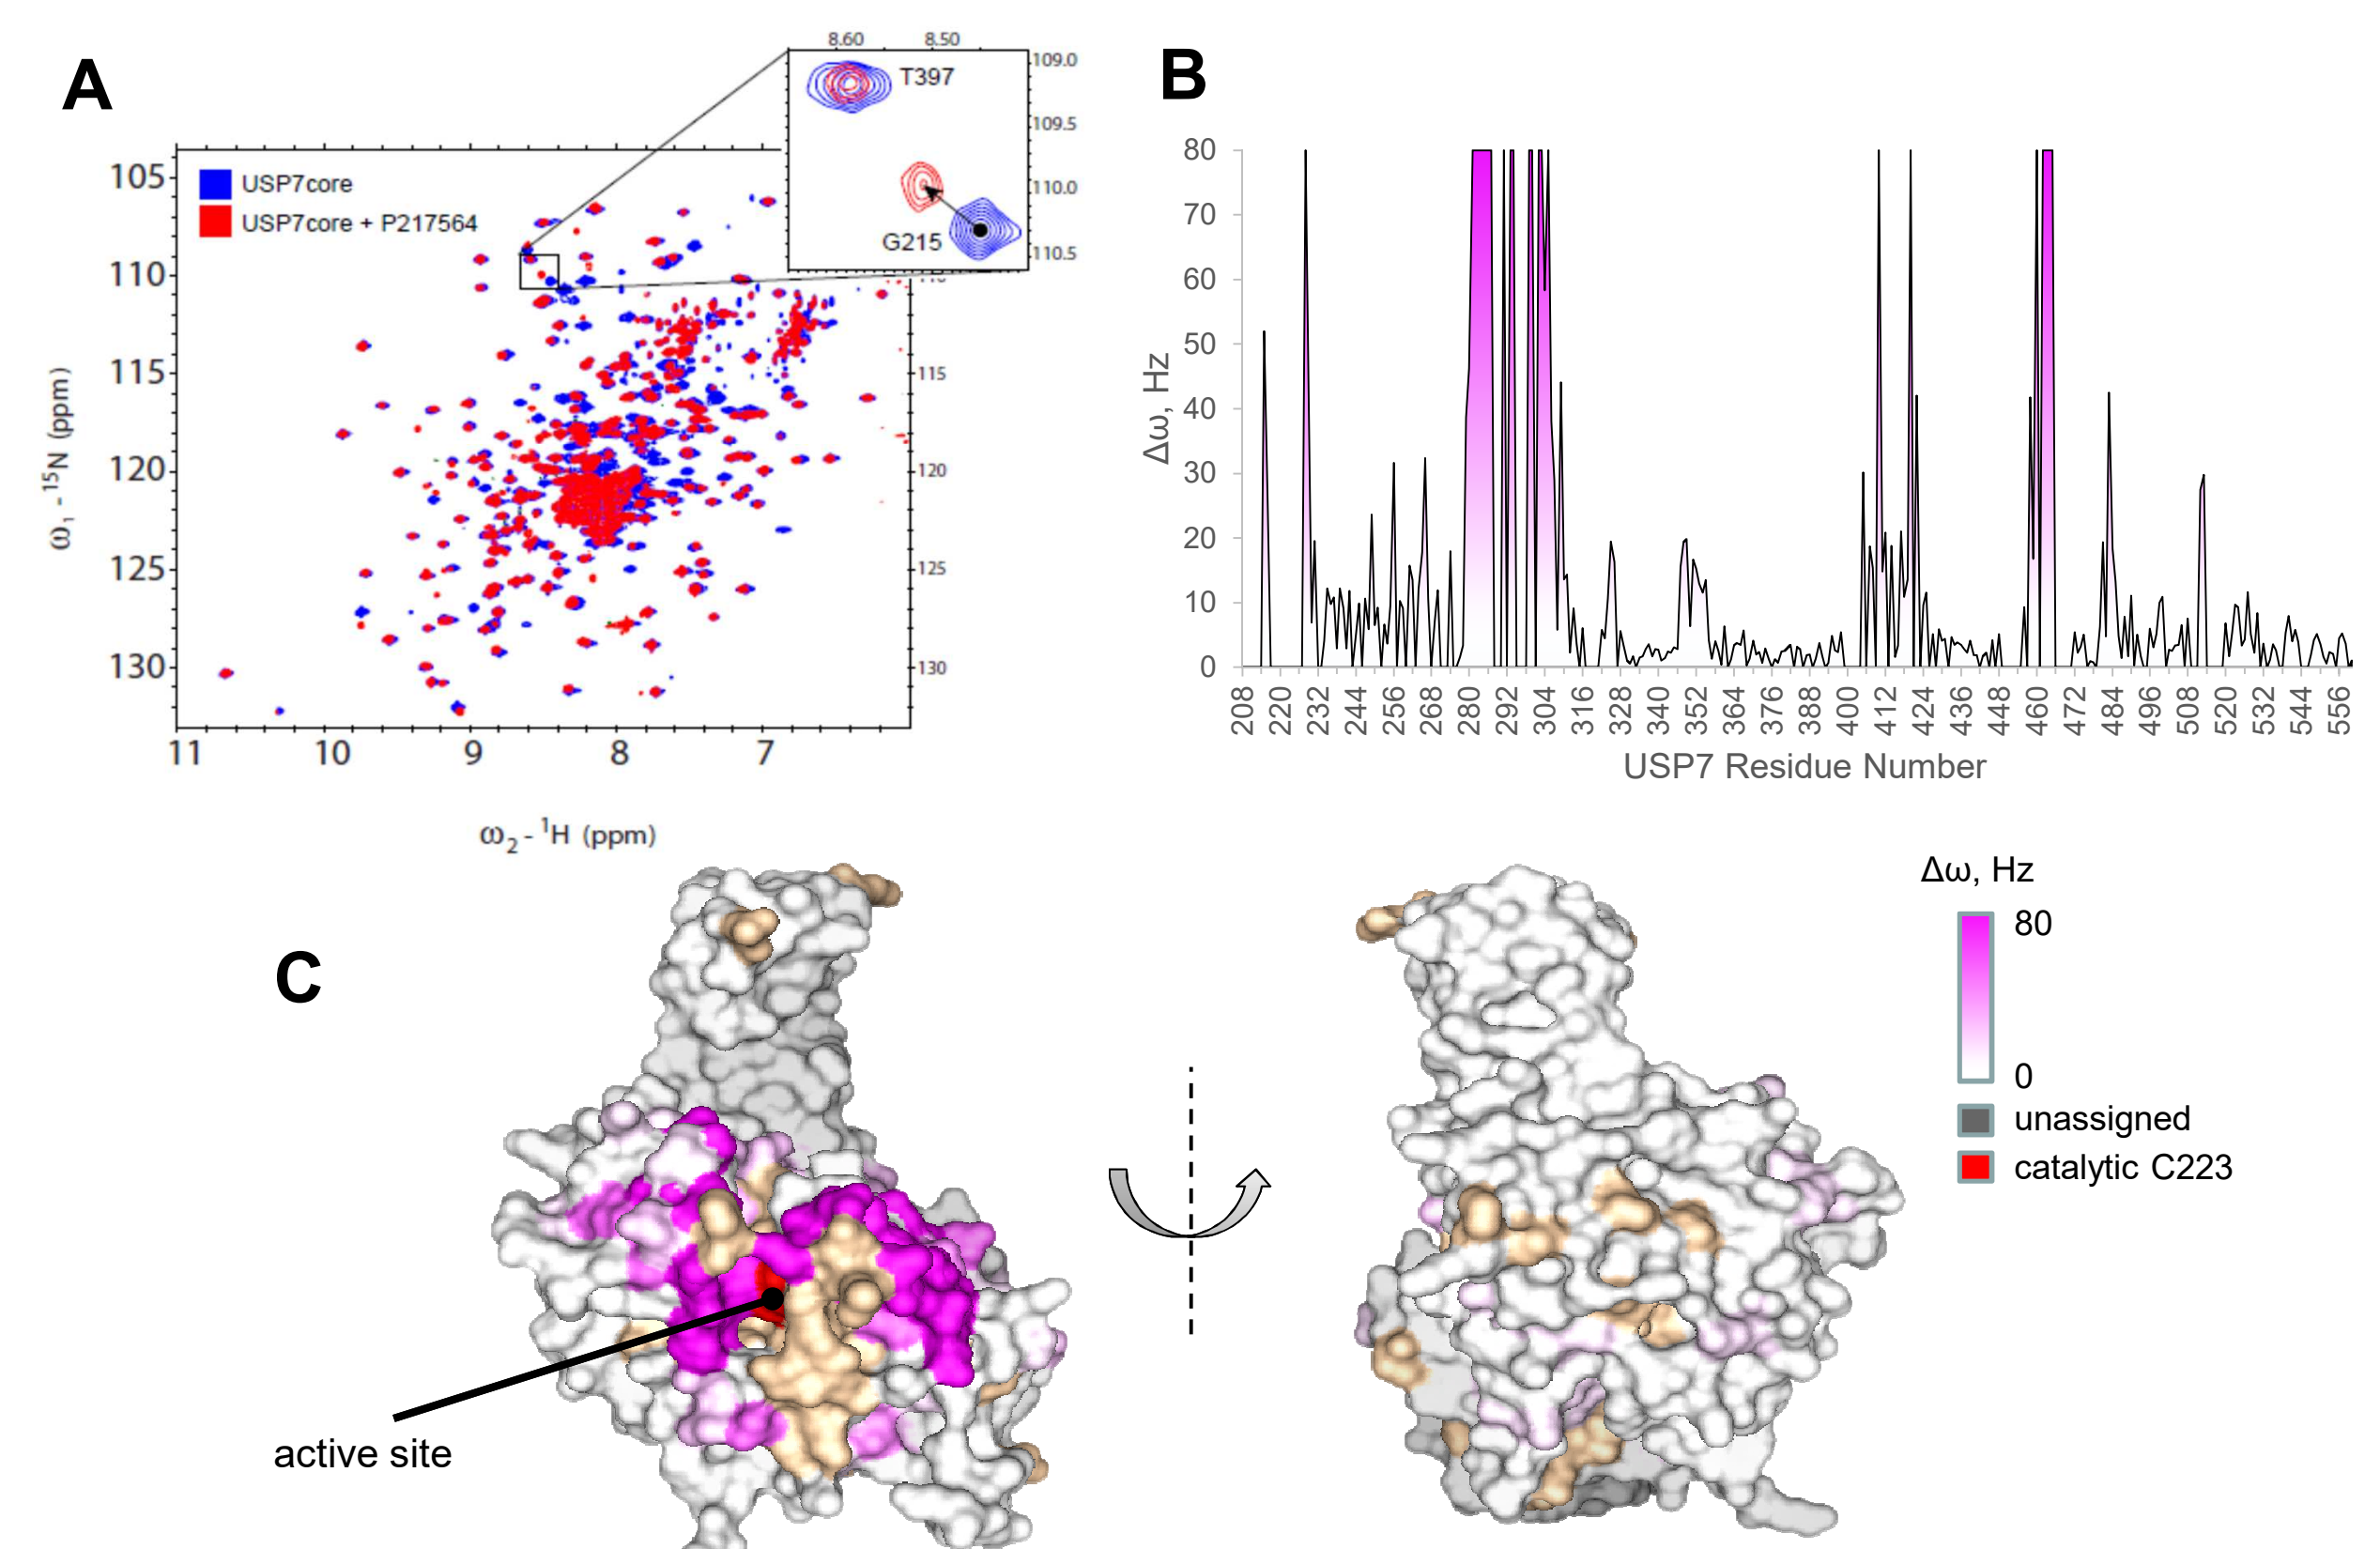 A
8.60 8.50
T397
G215
109.0
109.5
110.0
110.5
USP7core
USP7core + P217564
105
110
115
120
125
130
110
115
120
125
130
11 10 9 8 7
ω1 - 15N (ppm)
ω2 - 1H (ppm)
B
80
70
60
50
40
30
20
10
0
Δω, Hz
208 220 232 244 256 268 280 292 304 316 328 340 352 364 376 388 400 412 424 436 448 460 472 484 496 508 520 532 544 556
USP7 Residue Number
C
active site
Δω, Hz
80
0
unassigned
catalytic C223